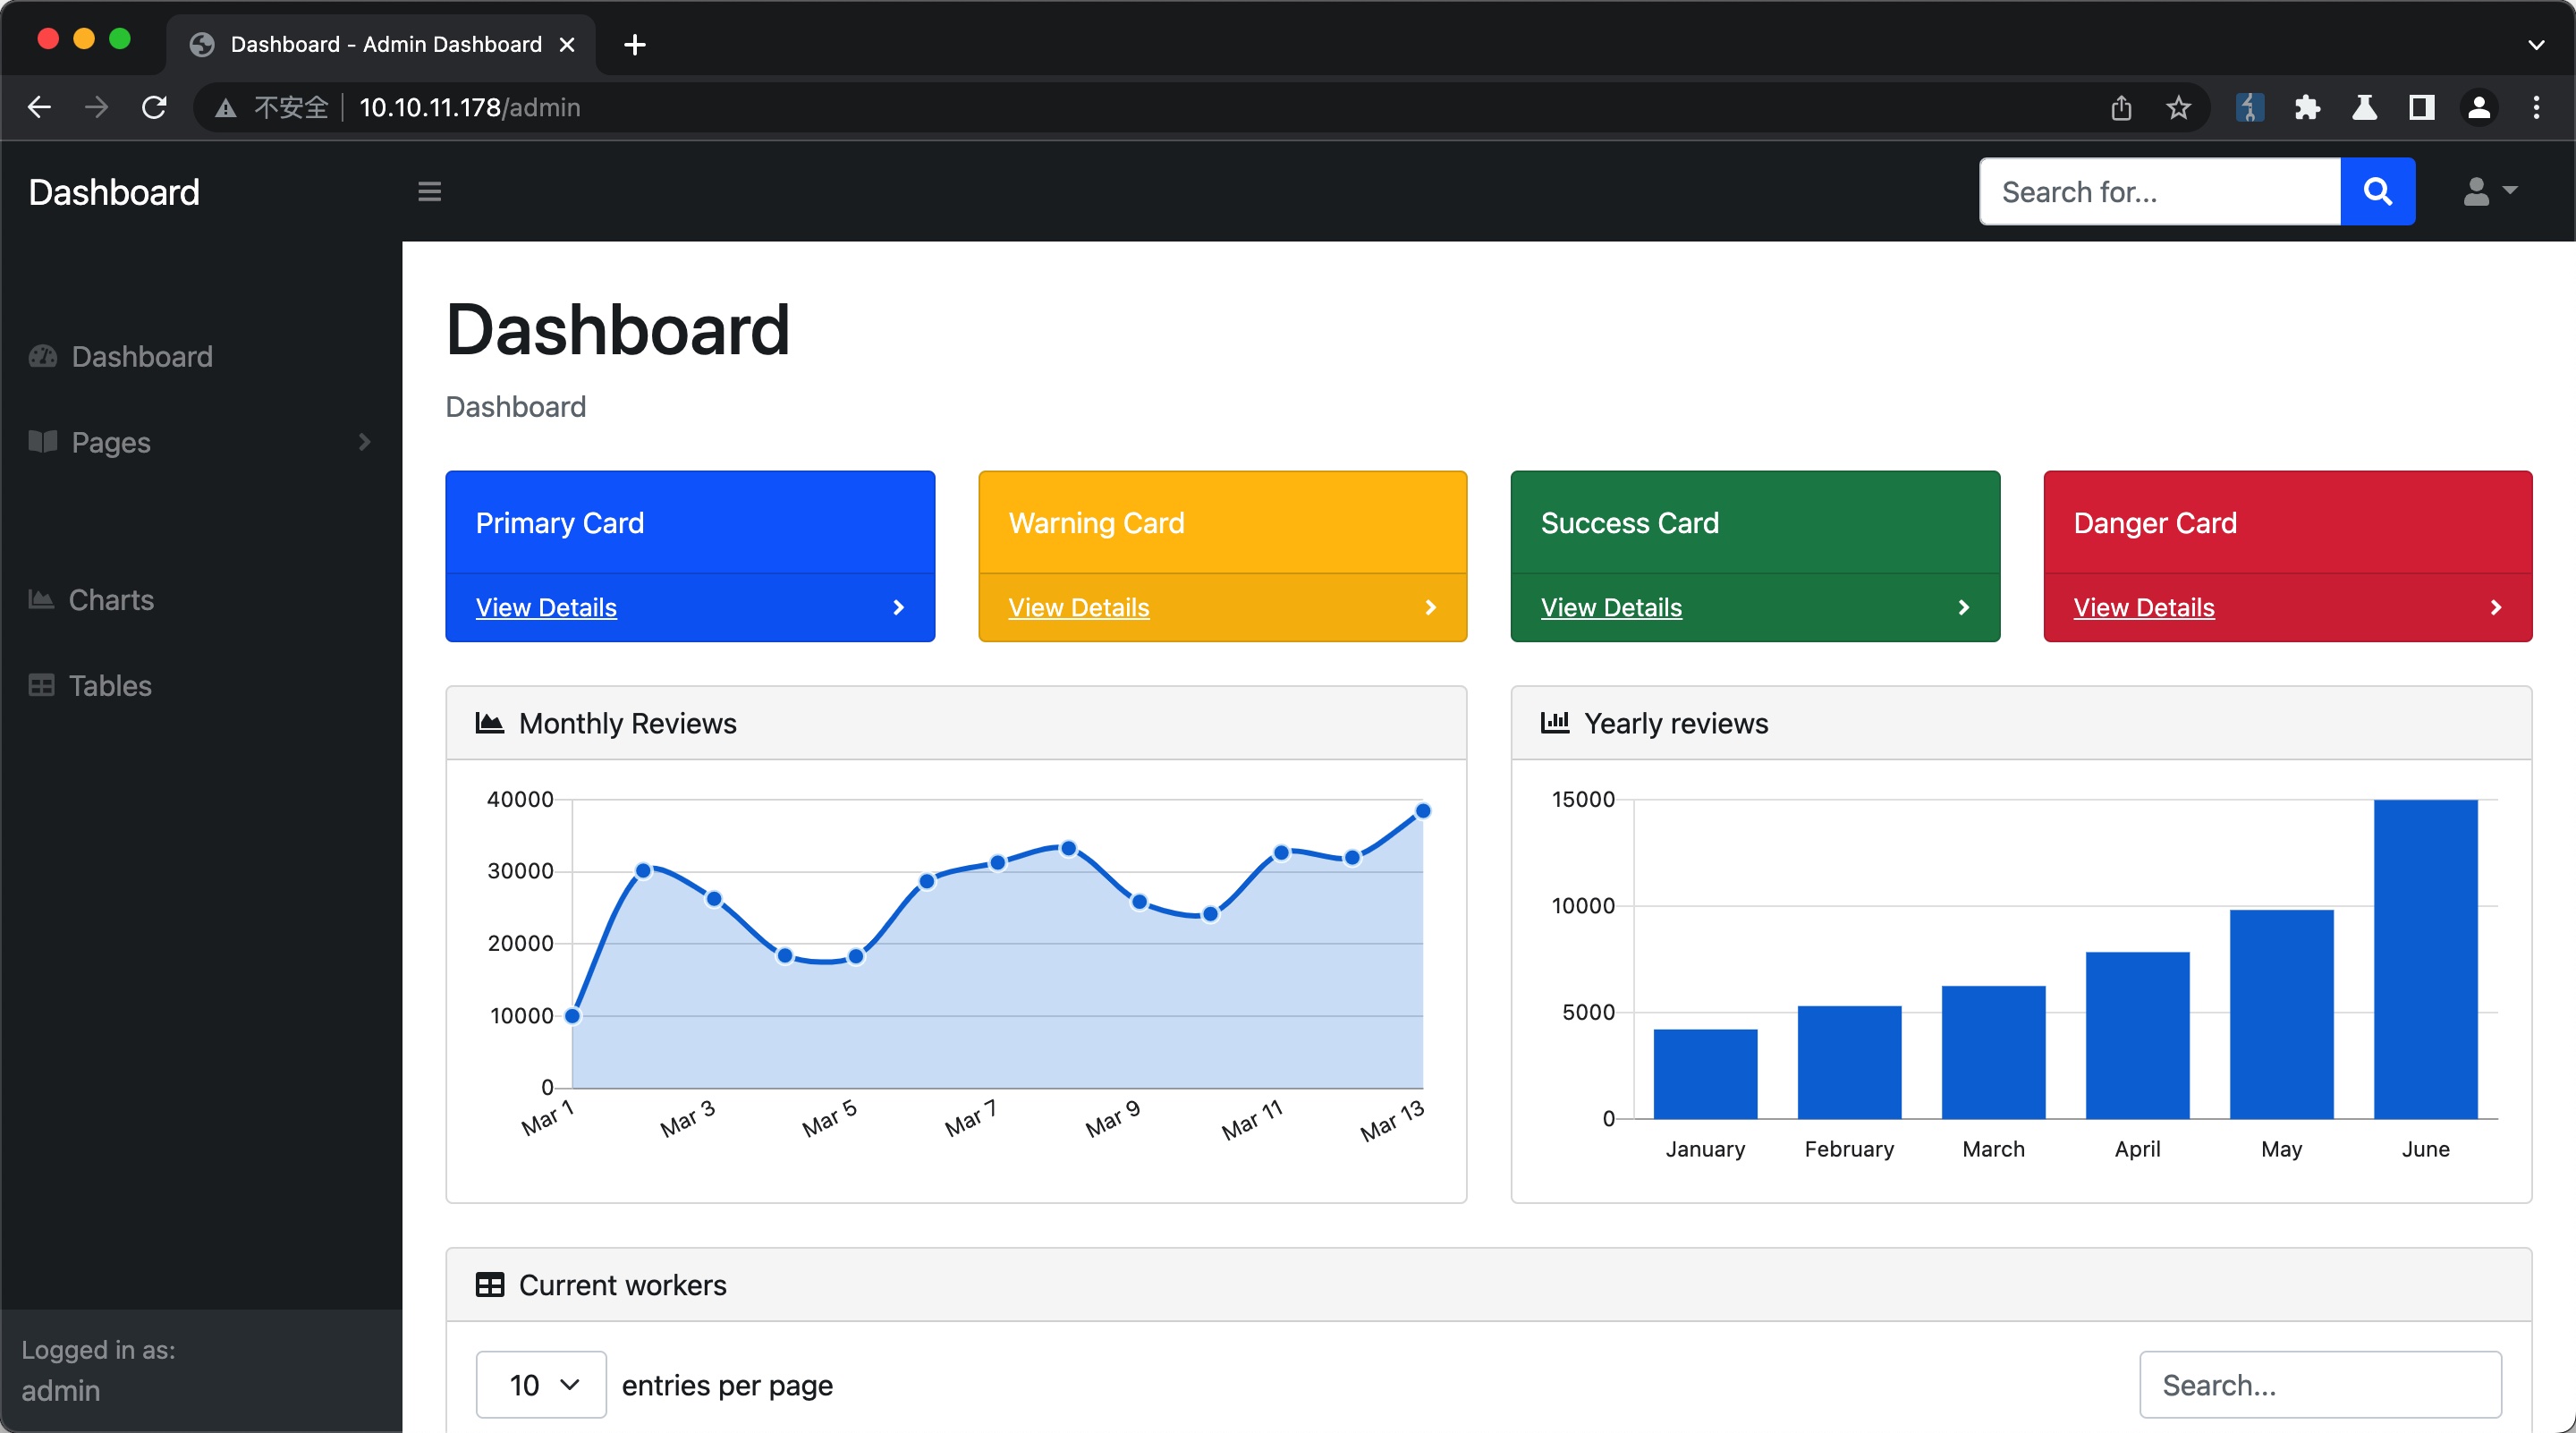 Dashboard - Admin Dashboard
不安全 10.10.11.178/admin
Dashboard
Search for...
Dashboard
Pages
Charts
Tables
Logged in as:
admin
Dashboard
Dashboard
Primary Card
View Details
Warning Card
View Details
Success Card
View Details
Danger Card
View Details
Monthly Reviews
40000
30000
20000
10000
0
Mar 1 Mar 3 Mar 5 Mar 7 Mar 9 Mar 11 Mar 13
Yearly reviews
15000
10000
5000
0
January February March April May June
Current workers
10 entries per page
Search...